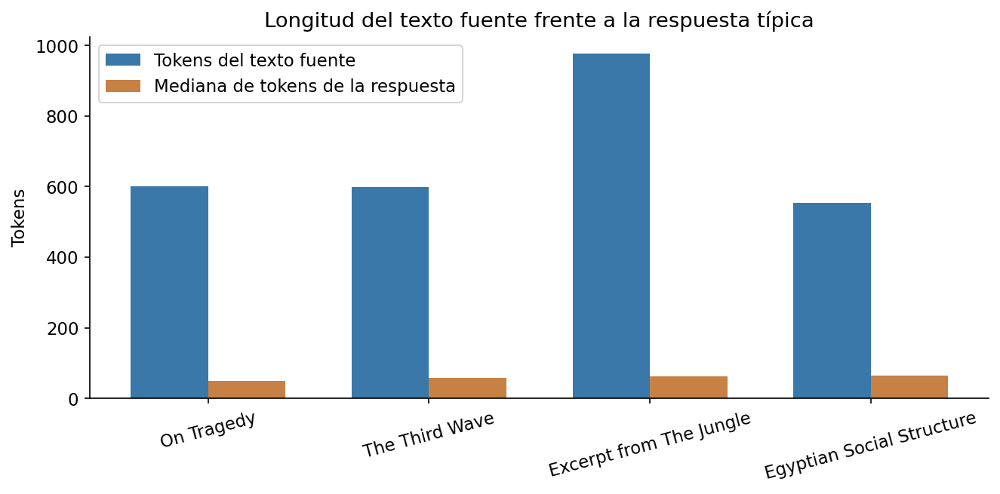 Longitud del texto fuente frente a la respuesta típica
Tokens del texto fuente
Mediana de tokens de la respuesta
Tokens
1000
800
600
400
200
0
On Tragedy
The Third Wave
Excerpt from The Jungle
Egyptian Social Structure